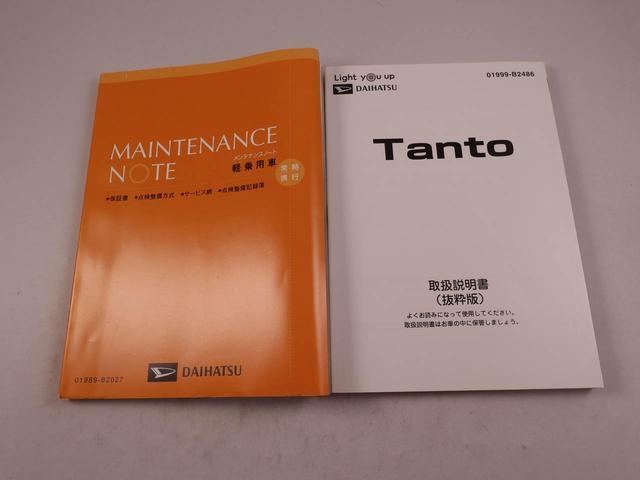 MAINTENANCE
NOTE
メンテナンスノート
軽乗用車
常時
携行
●保証書 ●点検整備方式 ●サービス網 ●点検整備記録簿
DAIHATSU
01989-B2027
Light you up
01999-B2486
DAIHATSU
Tanto
取扱説明書
(抜粋版)
よくお読みになって使用してください。
取扱説明書はお車の中に保管しましょう。